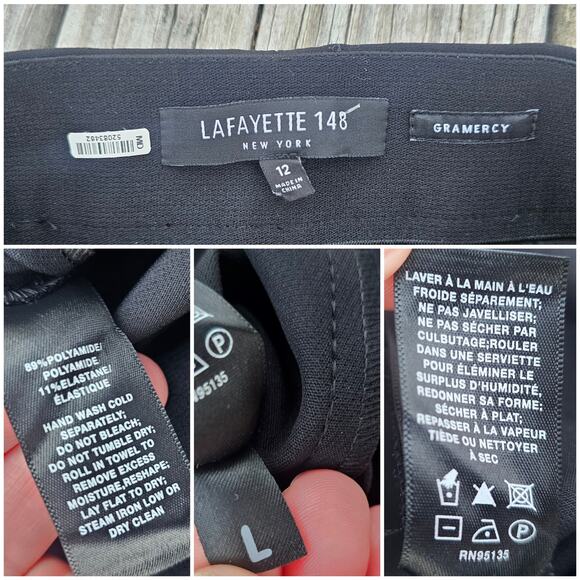 MD
52083482
LAFAYETTE 148
NEW YORK
GRAMERCY
12
MADE IN
CHINA
89%POLYAMIDE/
POLYAMIDE
11%ELASTANE/
ÉLASTIQUE
HAND WASH COLD
SEPARATELY;
DO NOT BLEACH;
DO NOT TUMBLE DRY;
ROLL IN TOWEL TO
REMOVE EXCESS
MOISTURE,RESHAPE;
LAY FLAT TO DRY;
STEAM IRON LOW OR
DRY CLEAN
P
RN95135
L
LAVER À LA MAIN À L'EAU
FROIDE SÉPAREMENT;
NE PAS JAVELLISER;
NE PAS SÉCHER PAR
CULBUTAGE;ROULER
DANS UNE SERVIETTE
POUR ÉLIMINER LE
SURPLUS D'HUMIDITÉ,
REDONNER SA FORME;
SÉCHER À PLAT;
REPASSER À LA VAPEUR
TIÈDE OU NETTOYER
À SEC
P
RN95135